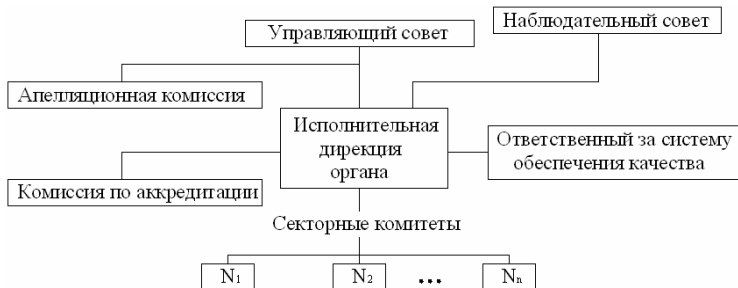 Управляющий совет
Наблюдательный совет
Апелляционная комиссия
Исполнительная
дирекция
органа
Ответственный за систему
обеспечения качества
Комиссия по аккредитации
Секторные комитеты
N₁ N₂ ... Nₙ